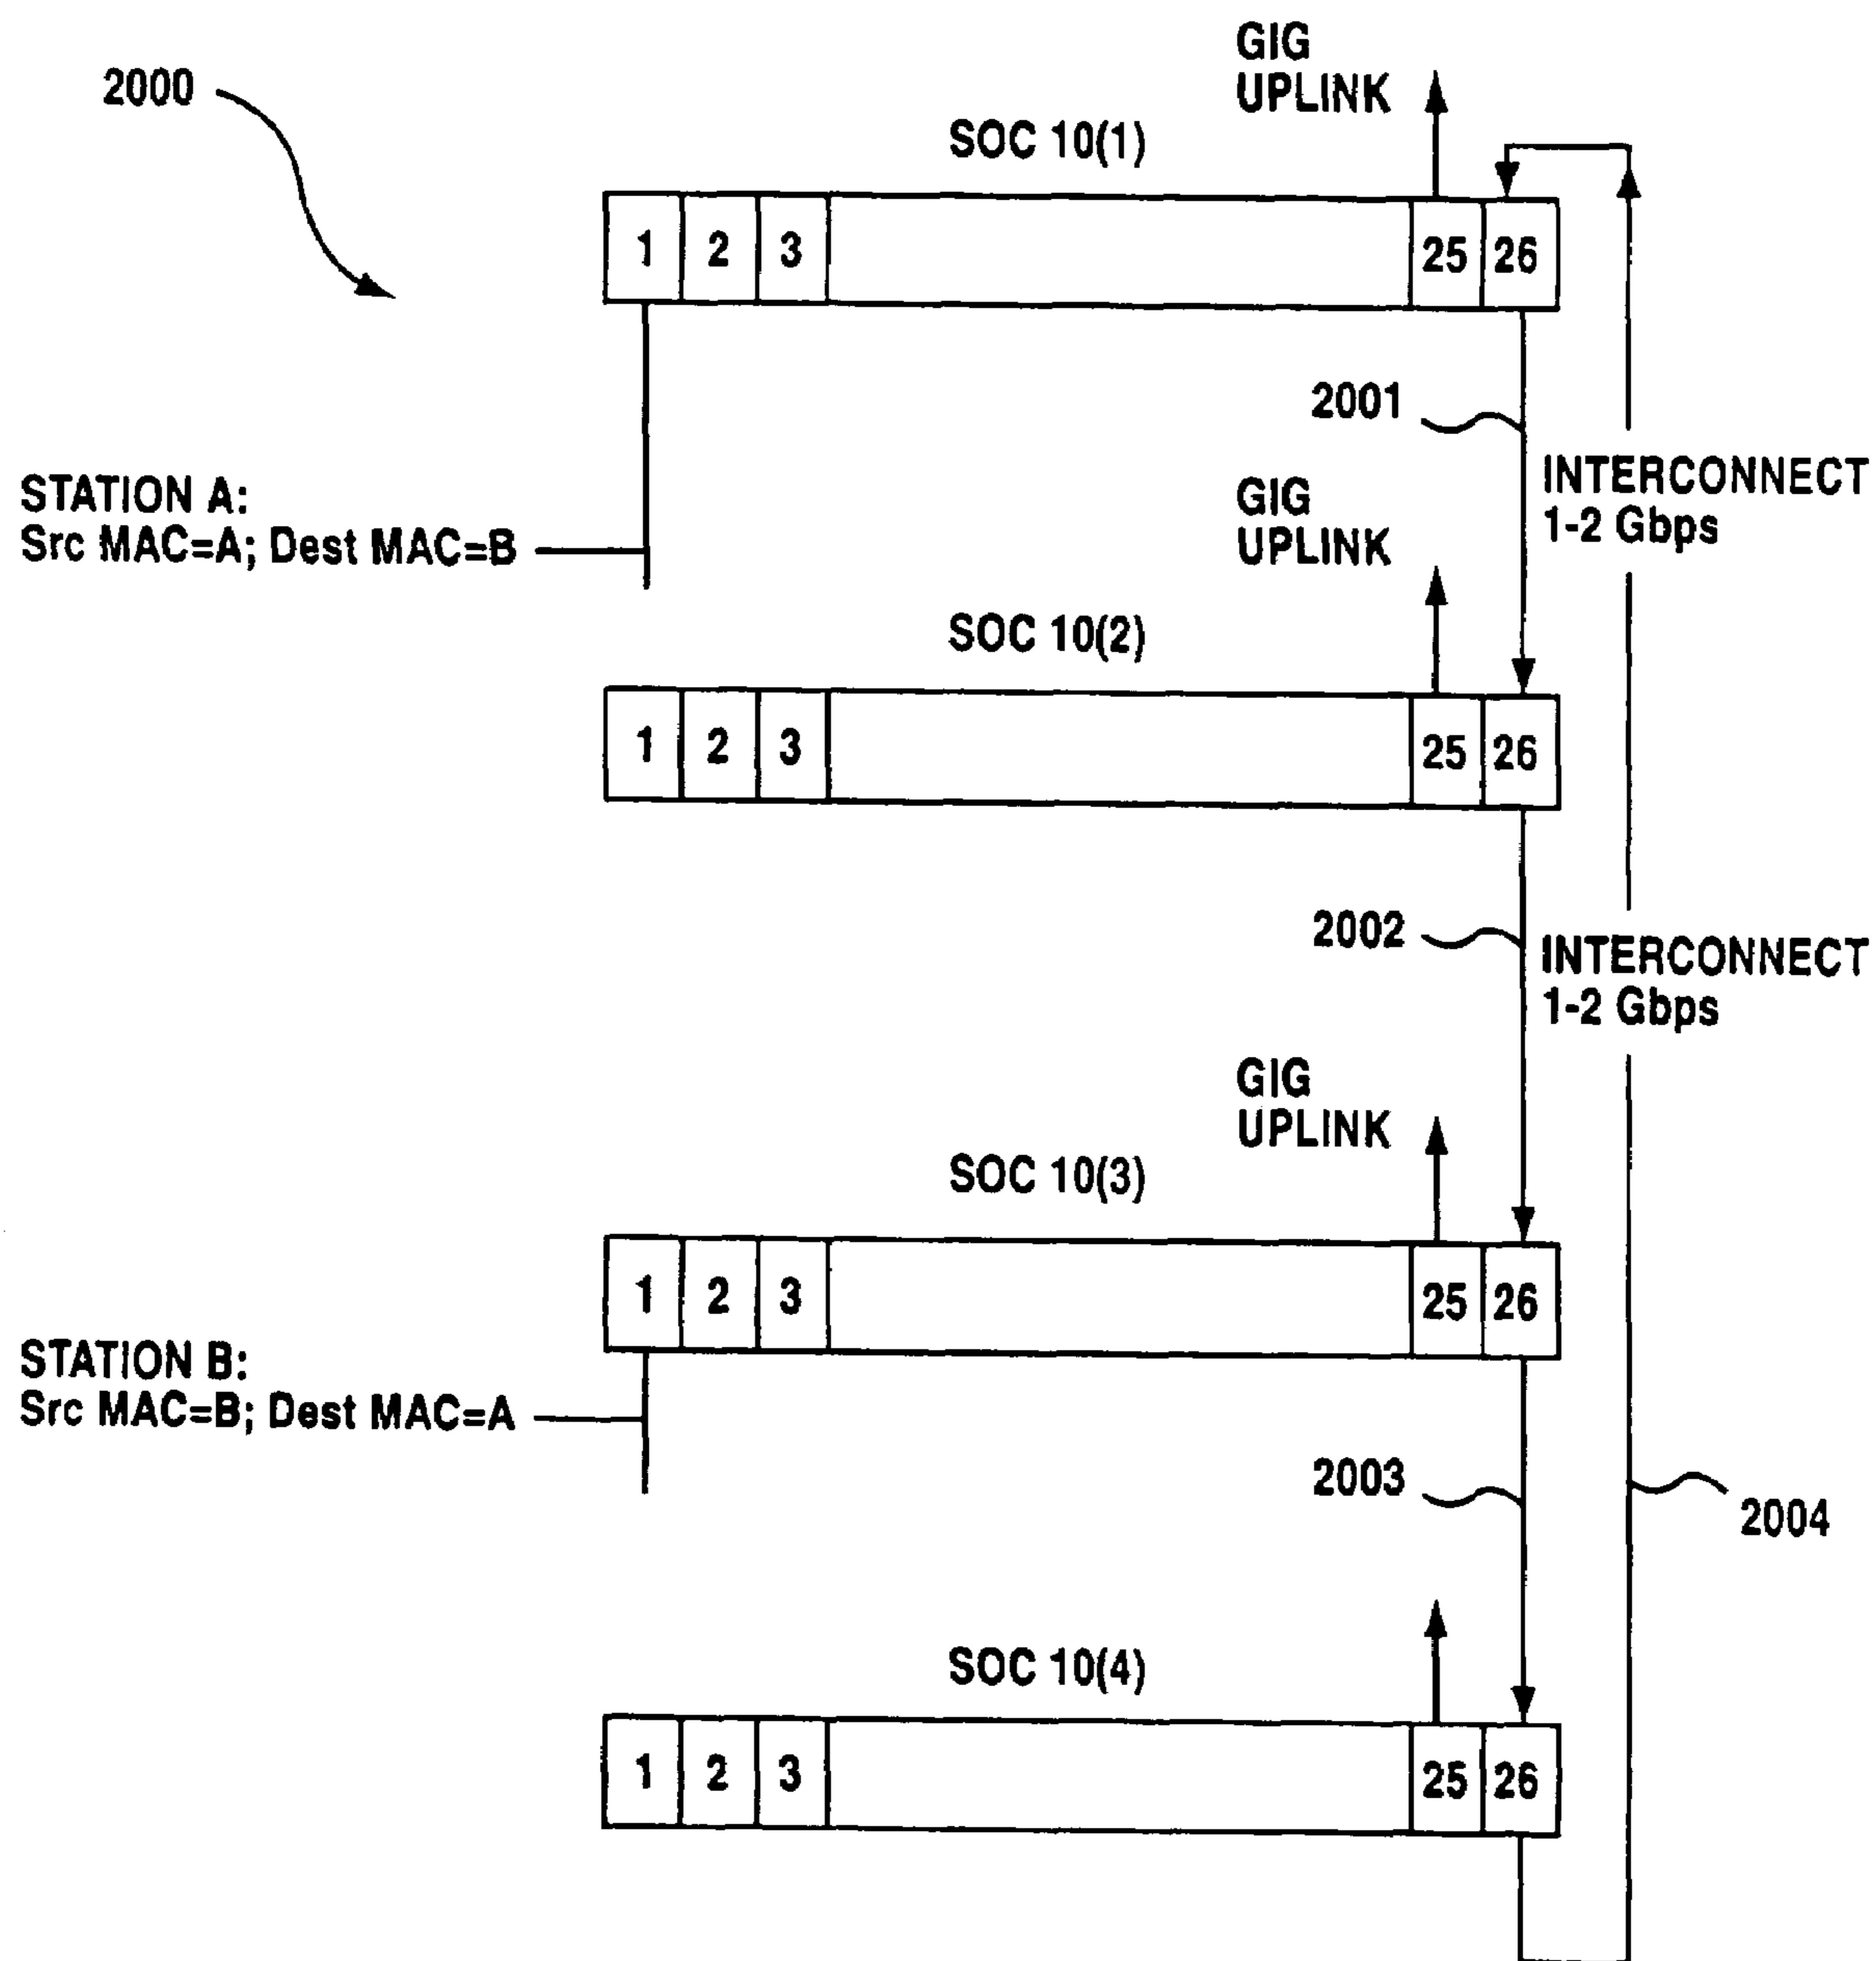 GIG
UPLINK
2000
SOC 10(1)
1 2 3 25 26
2001
INTERCONNECT
1-2 Gbps
STATION A:
Src MAC=A; Dest MAC=B
GIG
UPLINK
SOC 10(2)
1 2 3 25 26
2002
INTERCONNECT
1-2 Gbps
GIG
UPLINK
SOC 10(3)
1 2 3 25 26
STATION B:
Src MAC=B; Dest MAC=A
2003
2004
SOC 10(4)
1 2 3 25 26